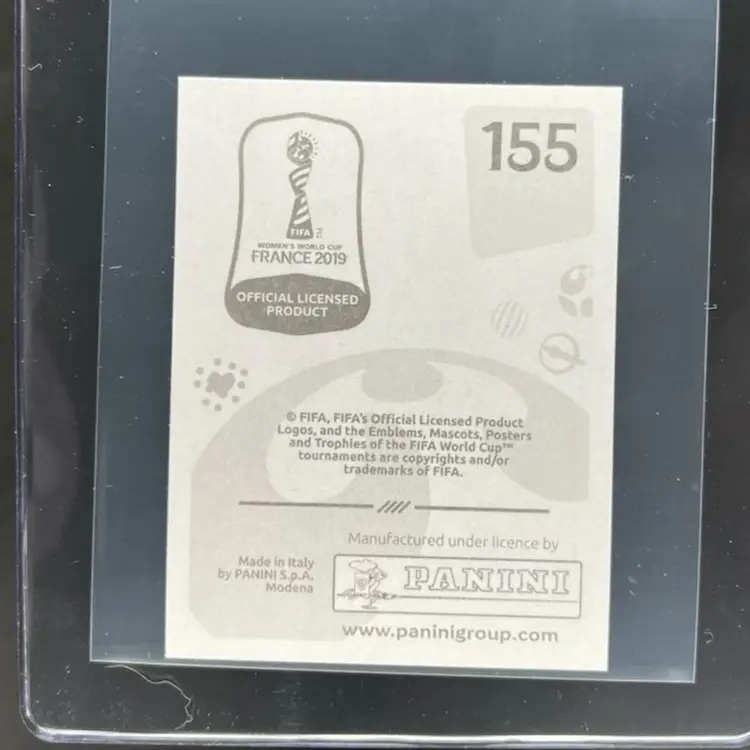 155
FIFA
WOMEN'S WORLD CUP
FRANCE 2019
OFFICIAL LICENSED
PRODUCT
© FIFA, FIFA's Official Licensed Product
Logos, and the Emblems, Mascots, Posters
and Trophies of the FIFA World Cup™
tournaments are copyrights and/or
trademarks of FIFA.
Manufactured under licence by
Made in Italy
by PANINI S.p.A.
Modena
PANINI
www.paninigroup.com